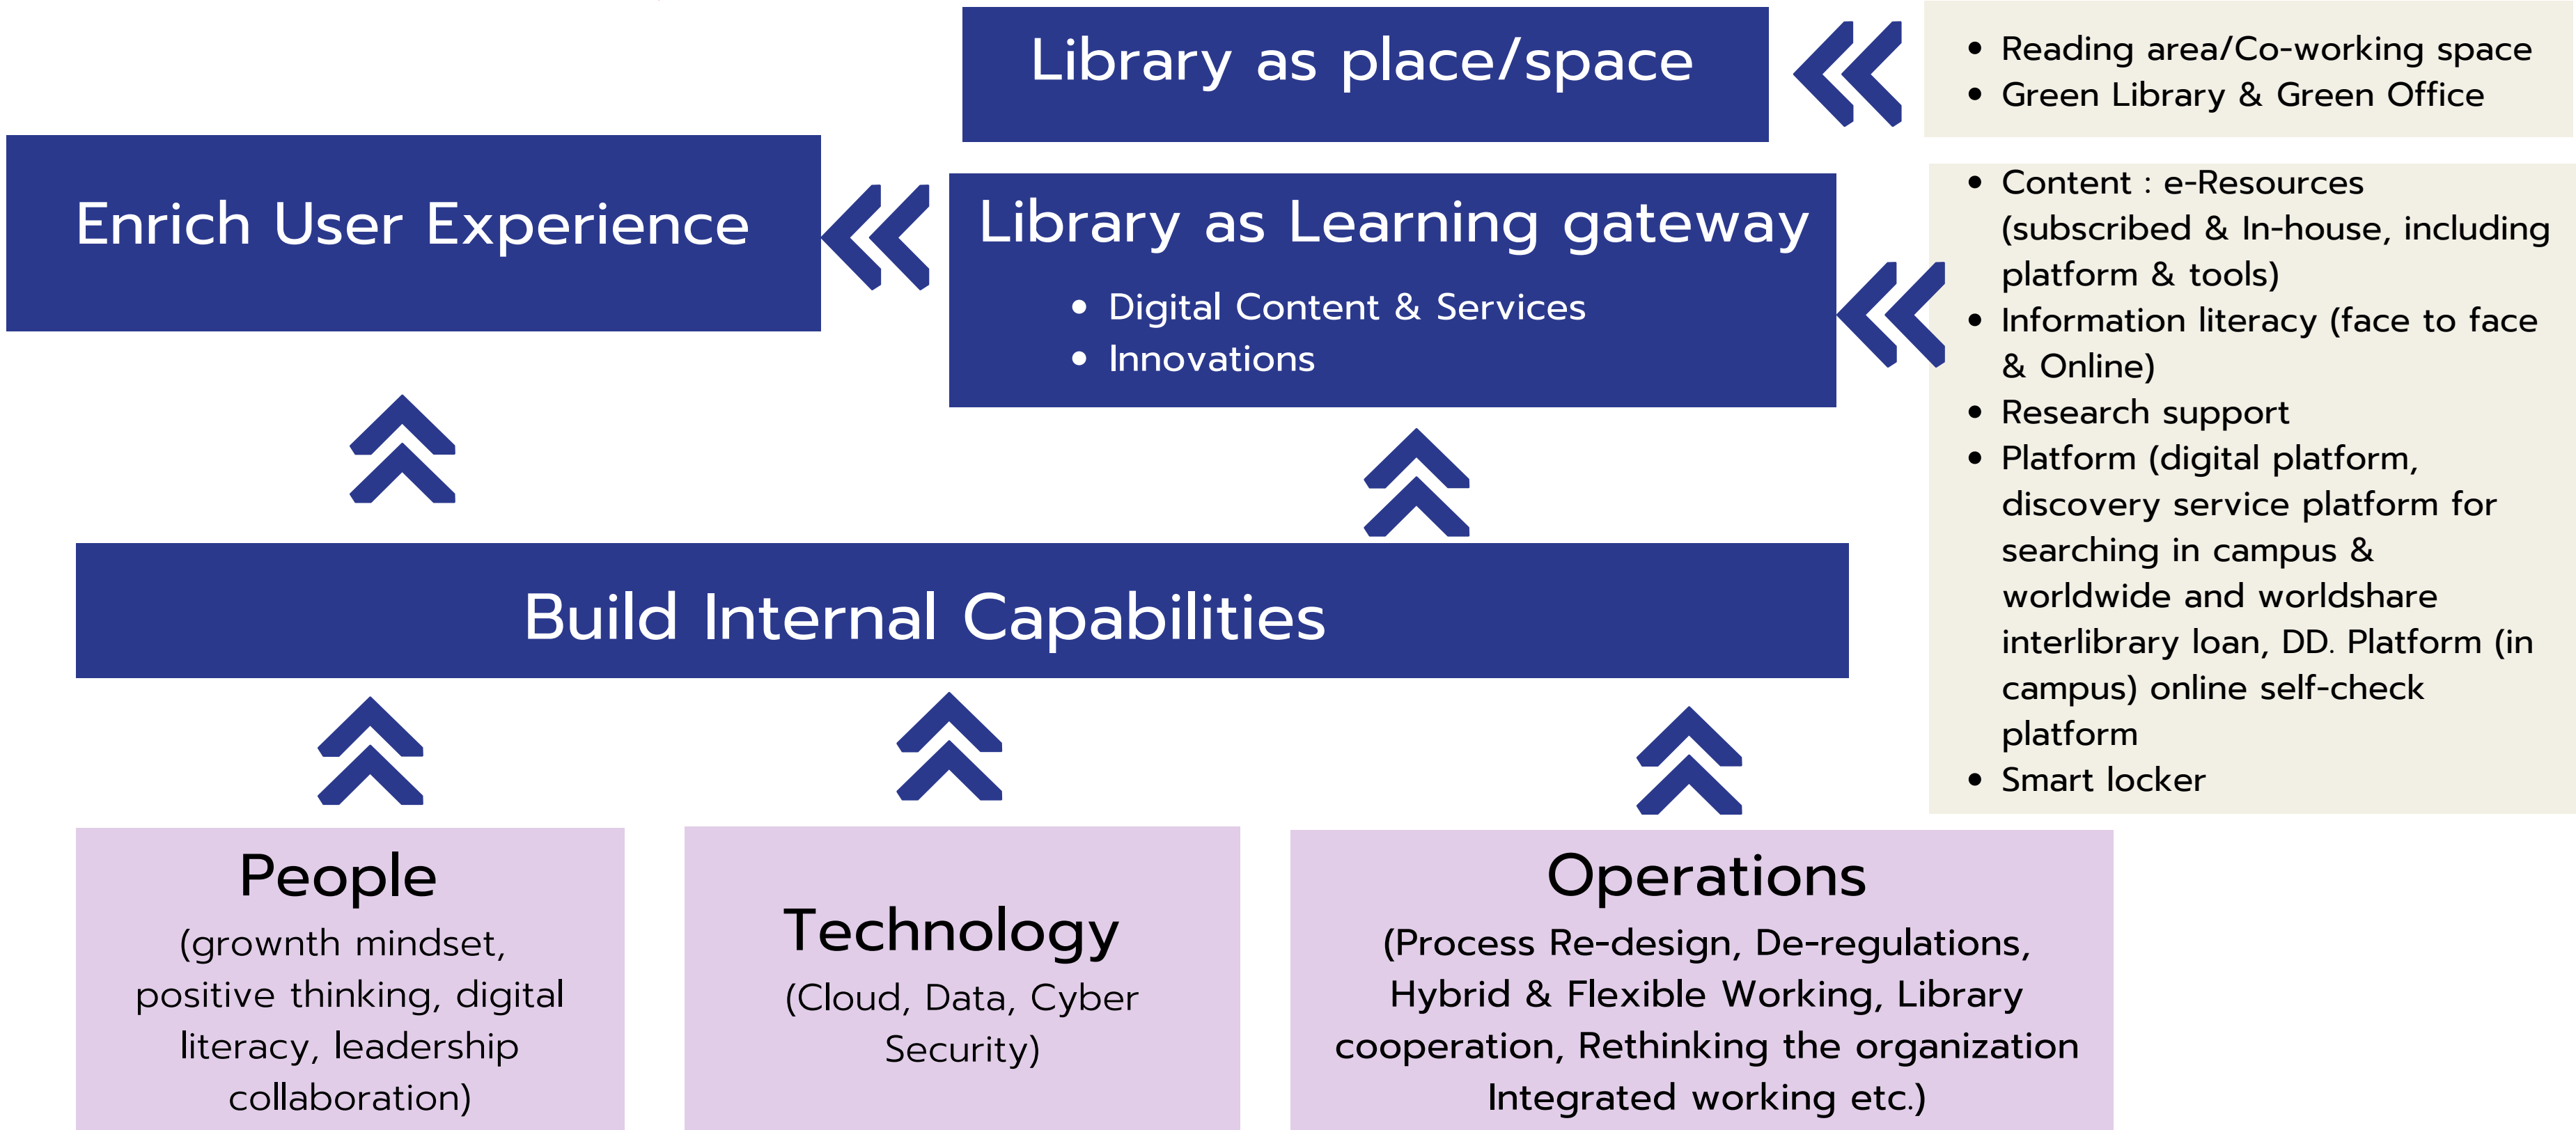 Library as place/space
• Reading area/Co-working space
• Green Library & Green Office
Enrich User Experience
Library as Learning gateway
• Digital Content & Services
• Innovations
• Content : e-Resources
(subscribed & In-house, including
platform & tools)
• Information literacy (face to face
& Online)
• Research support
• Platform (digital platform,
discovery service platform for
searching in campus &
worldwide and worldshare
interlibrary loan, DD. Platform (in
campus) online self-check
platform
• Smart locker
Build Internal Capabilities
People
(grownth mindset,
positive thinking, digital
literacy, leadership
collaboration)
Technology
(Cloud, Data, Cyber
Security)
Operations
(Process Re-design, De-regulations,
Hybrid & Flexible Working, Library
cooperation, Rethinking the organization
Integrated working etc.)